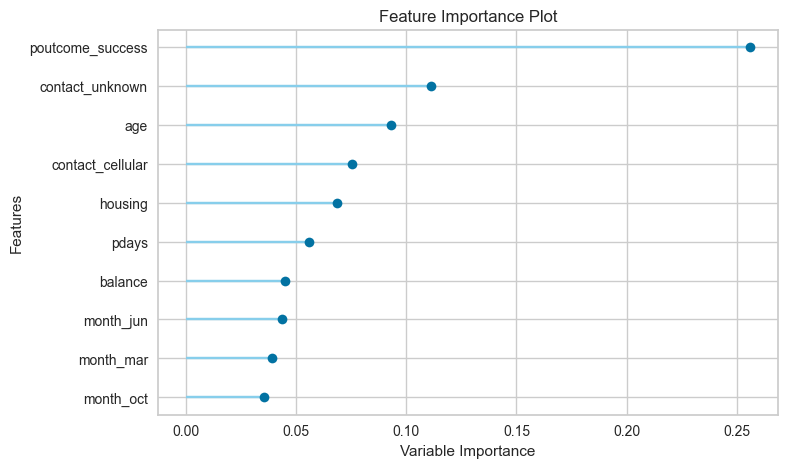 Feature Importance Plot
poutcome_success
contact_unknown
age
contact_cellular
housing
pdays
balance
month_jun
month_mar
month_oct
Features
0.00 0.05 0.10 0.15 0.20 0.25
Variable Importance